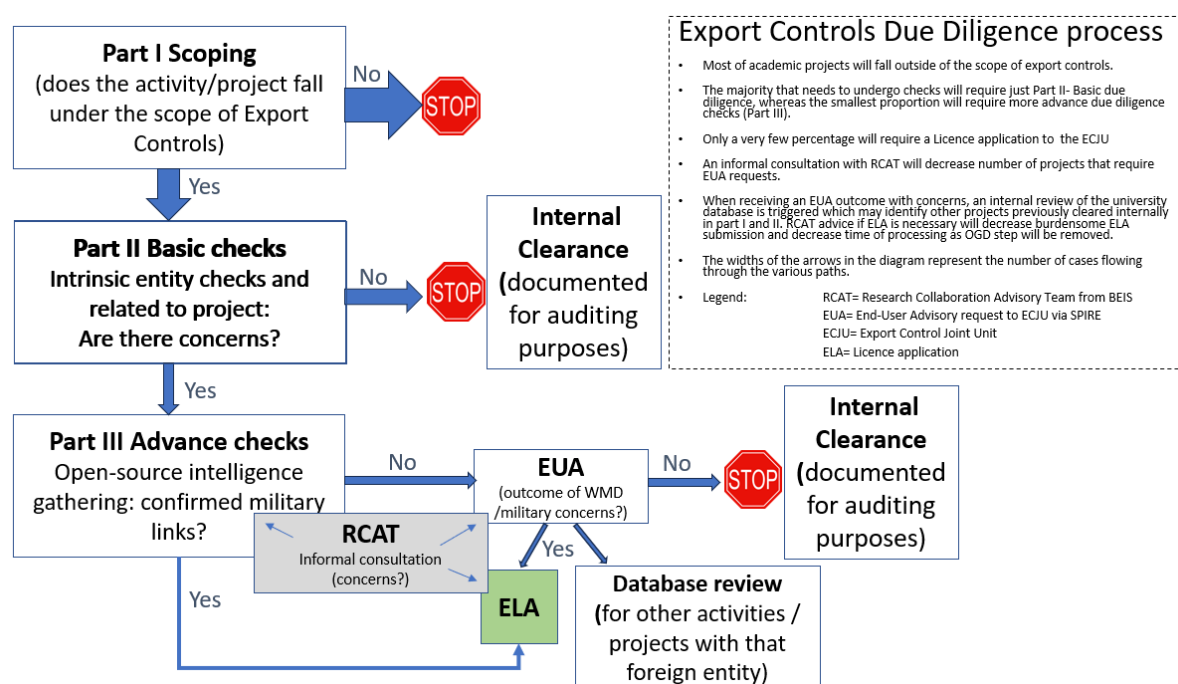 Part I Scoping
(does the activity/project fall
under the scope of Export
Controls)
No
STOP
Yes
Part II Basic checks
Intrinsic entity checks and
related to project:
Are there concerns?
No
STOP
Internal
Clearance
(documented
for auditing
purposes)
Yes
Part III Advance checks
Open-source intelligence
gathering: confirmed military
links?
No
EUA
(outcome of WMD
/military concerns?)
No
STOP
Internal
Clearance
(documented
for auditing
purposes)
RCAT
Informal consultation
(concerns?)
Yes
Yes
ELA
Database review
(for other activities /
projects with that
foreign entity)
Export Controls Due Diligence process
• Most of academic projects will fall outside of the scope of export controls.
• The majority that needs to undergo checks will require just Part II- Basic due
diligence, whereas the smallest proportion will require more advance due diligence
checks (Part III).
• Only a very few percentage will require a Licence application to the ECJU
• An informal consultation with RCAT will decrease number of projects that require
EUA requests.
• When receiving an EUA outcome with concerns, an internal review of the university
database is triggered which may identify other projects previously cleared internally
in part I and II. RCAT advice if ELA is necessary will decrease burdensome ELA
submission and decrease time of processing as OGD step will be removed.
• The widths of the arrows in the diagram represent the number of cases flowing
through the various paths.
• Legend: RCAT= Research Collaboration Advisory Team from BEIS
EUA= End-User Advisory request to ECJU via SPIRE
ECJU= Export Control Joint Unit
ELA= Licence application